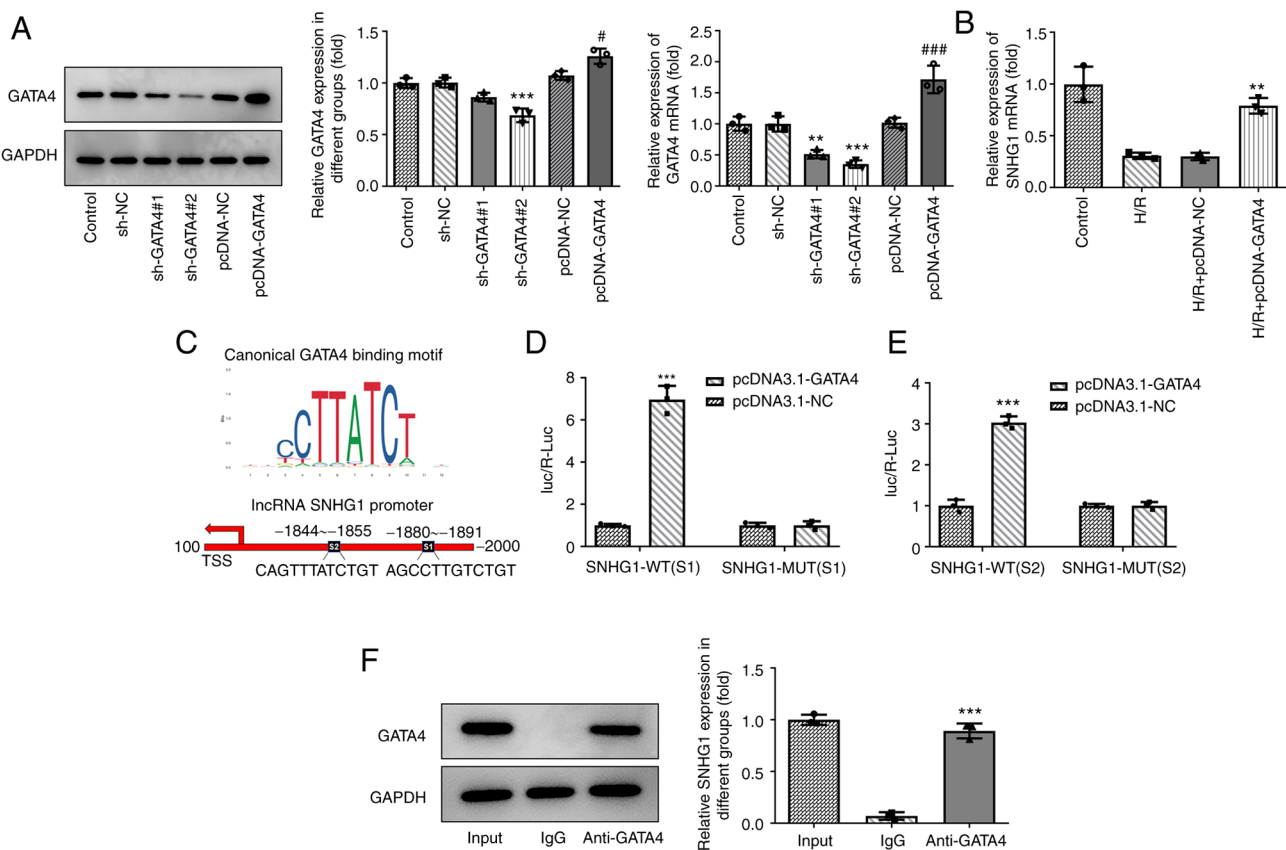 A
GATA4
GAPDH
Control
sh-NC
sh-GATA4#1
sh-GATA4#2
pcDNA-NC
pcDNA-GATA4
Relative GATA4 expression in
different groups (fold)
1.5
1.0
0.5
0.0
***
#
Control
sh-NC
sh-GATA4#1
sh-GATA4#2
pcDNA-NC
pcDNA-GATA4
Relative expression of
GATA4 mRNA (fold)
2.5
2.0
1.5
1.0
0.5
0.0
**
***
###
Control
sh-NC
sh-GATA4#1
sh-GATA4#2
pcDNA-NC
pcDNA-GATA4
B
Relative expression of
SNHG1 mRNA (fold)
1.5
1.0
0.5
0.0
**
Control
H/R
H/R+pcDNA-NC
H/R+pcDNA-GATA4
C
Canonical GATA4 binding motif
CCTTATCT
lncRNA SNHG1 promoter
−1844~−1855 −1880~−1891
100 S2 S1 −2000
TSS
CAGTTTATCTGT AGCCTTGTCTGT
D
luc/R-Luc
8
6
4
2
0
***
pcDNA3.1-GATA4
pcDNA3.1-NC
SNHG1-WT(S1) SNHG1-MUT(S1)
E
luc/R-Luc
4
3
2
1
0
***
pcDNA3.1-GATA4
pcDNA3.1-NC
SNHG1-WT(S2) SNHG1-MUT(S2)
F
GATA4
GAPDH
Input IgG Anti-GATA4
Relative SNHG1 expression in
different groups (fold)
1.5
1.0
0.5
0.0
***
Input IgG Anti-GATA4